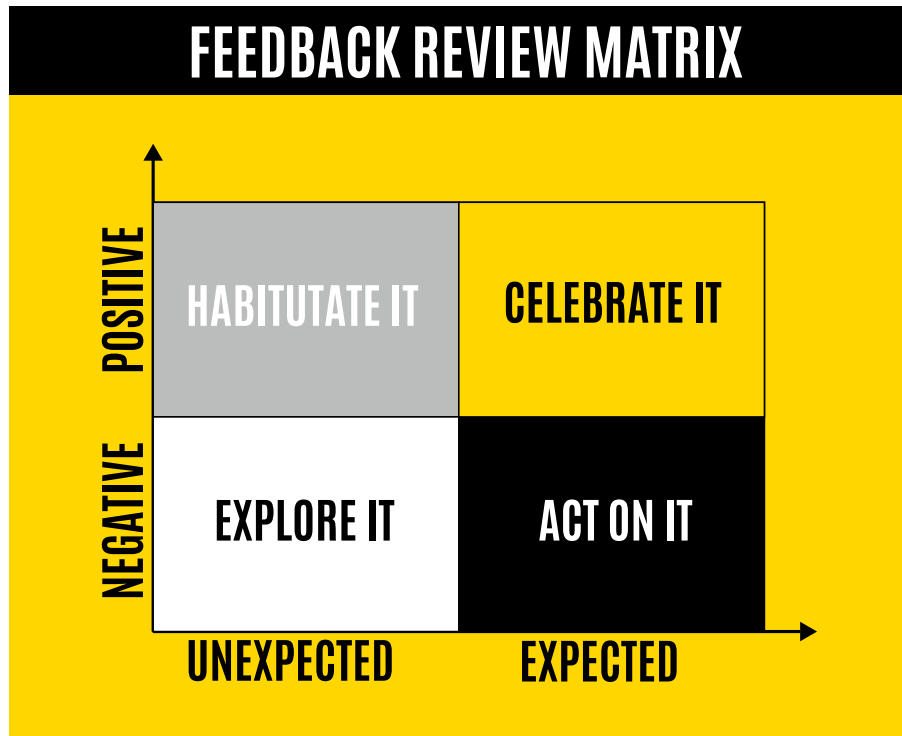 FEEDBACK REVIEW MATRIX
POSITIVE
HABITUTATE IT
CELEBRATE IT
NEGATIVE
EXPLORE IT
ACT ON IT
UNEXPECTED
EXPECTED